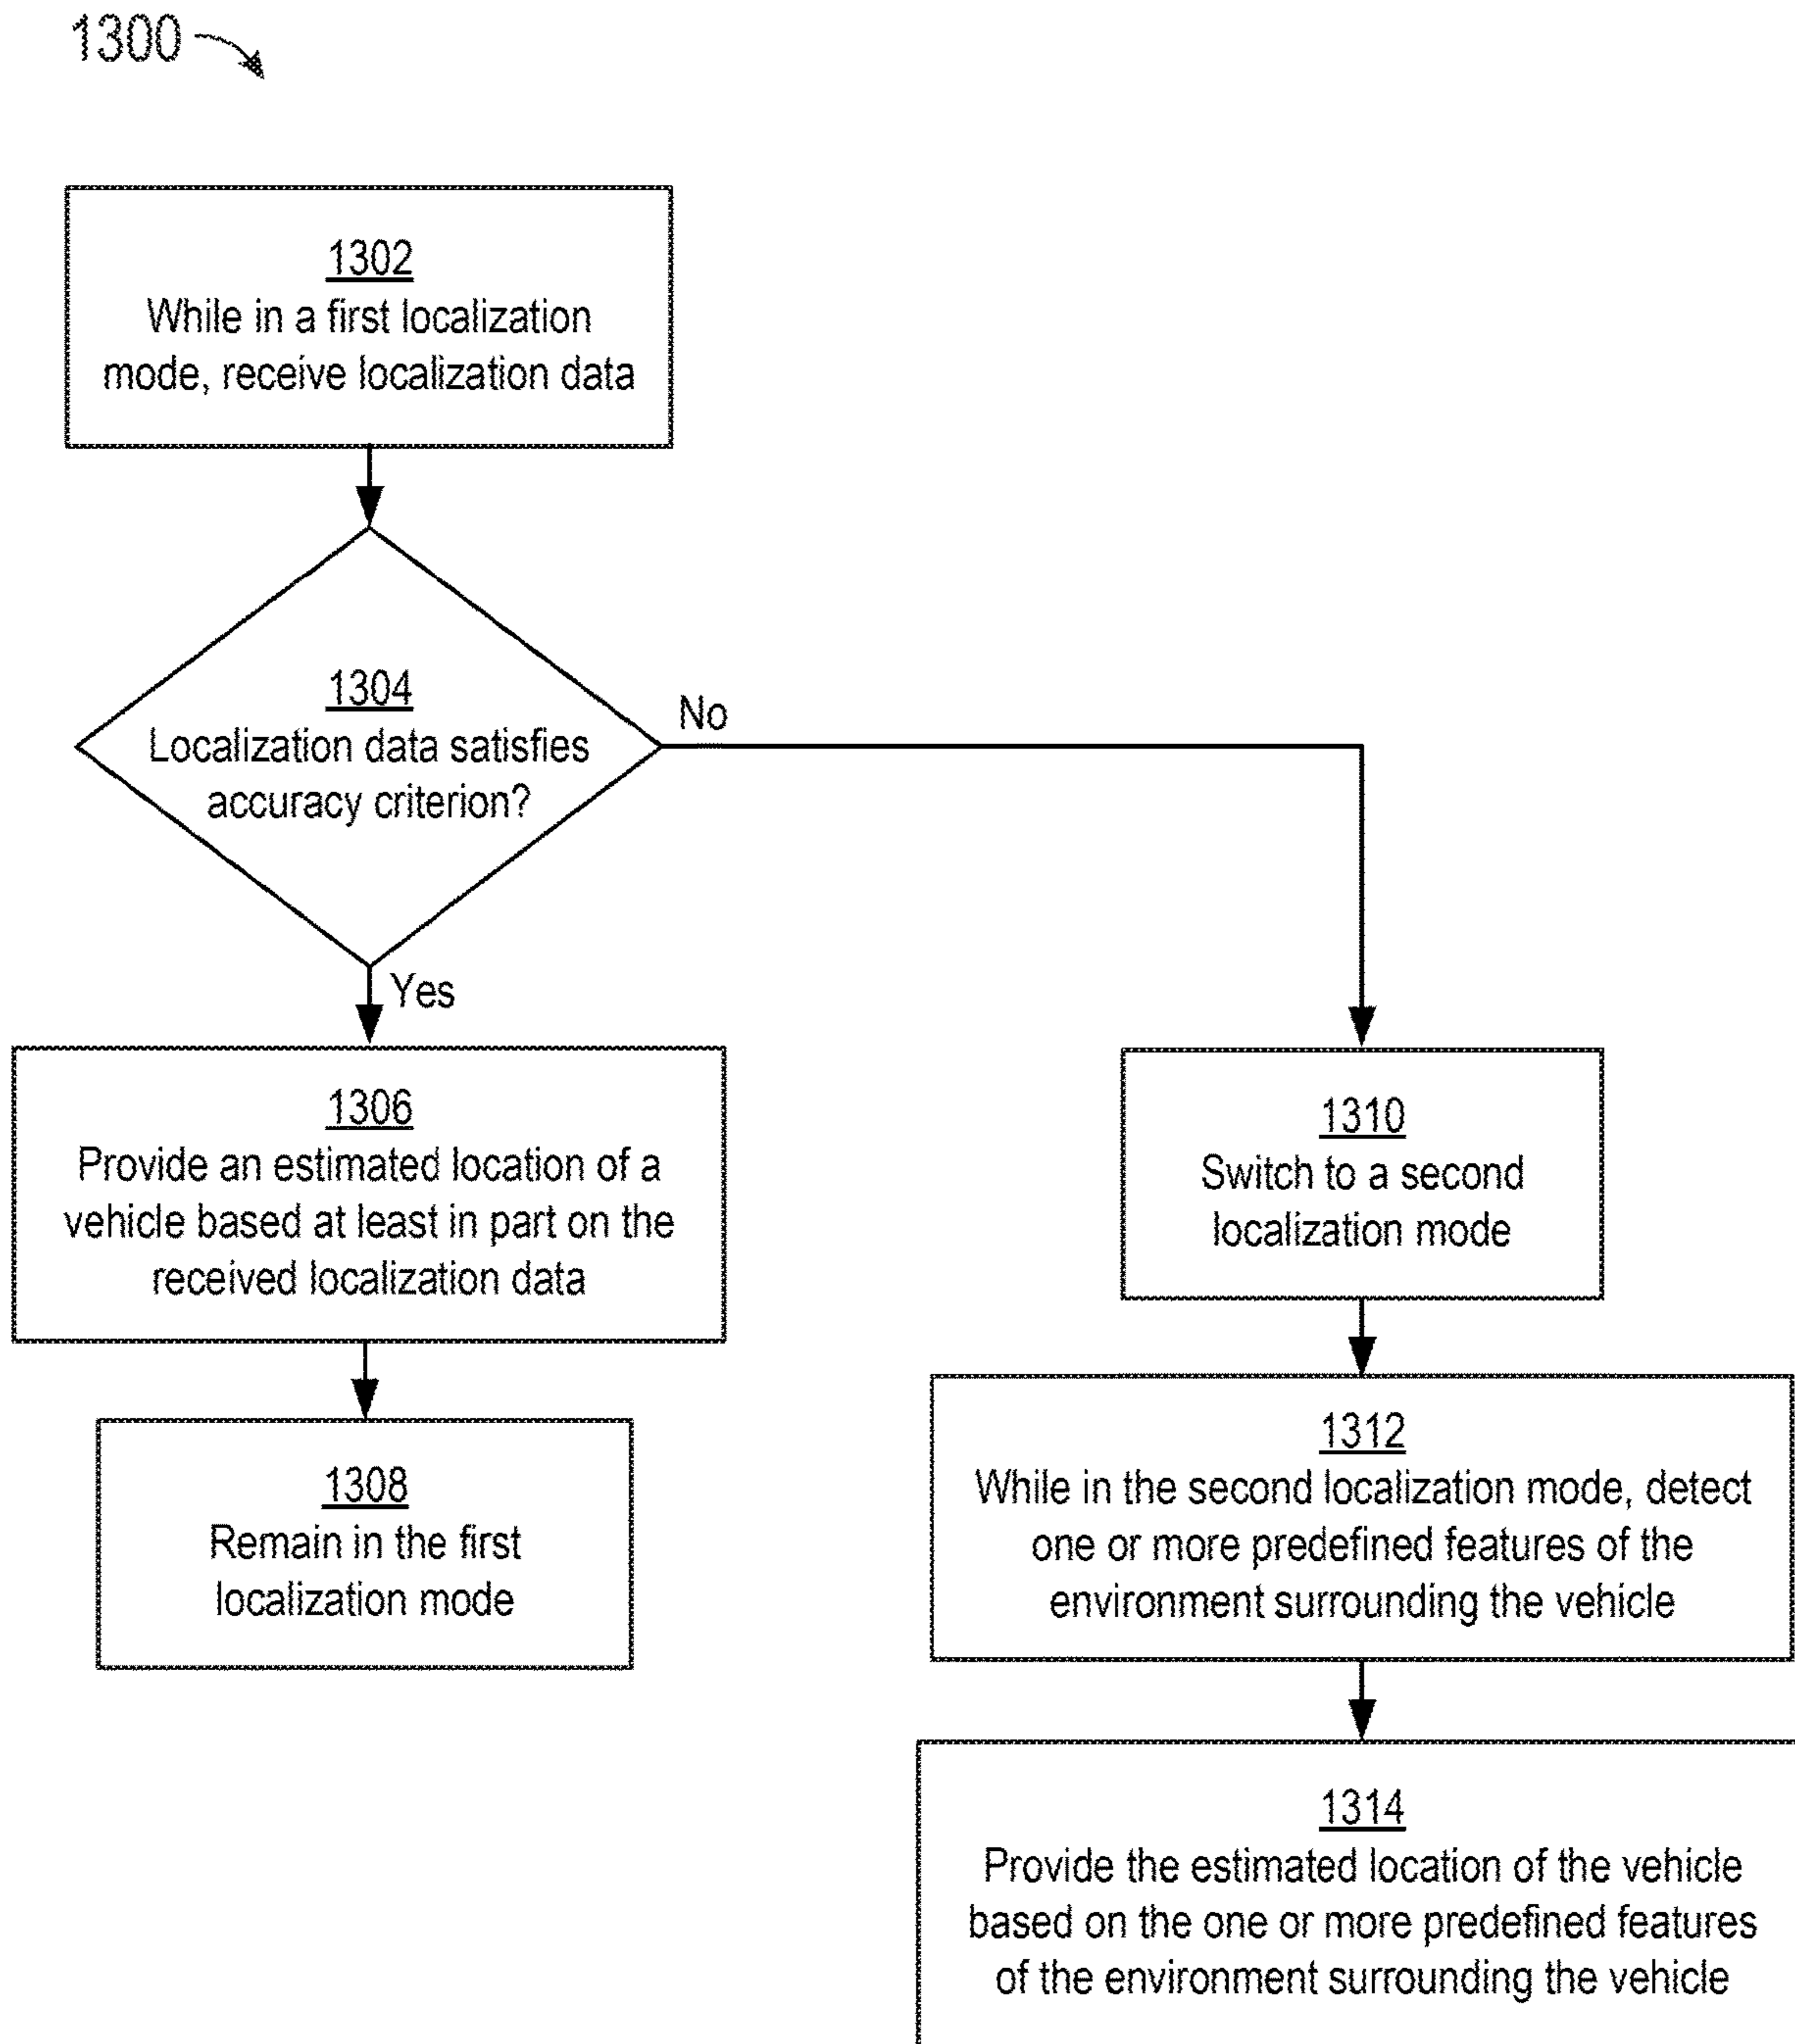 1300
1302
While in a first localization
mode, receive localization data
1304
Localization data satisfies
accuracy criterion?
No
Yes
1306
Provide an estimated location of a
vehicle based at least in part on the
received localization data
1308
Remain in the first
localization mode
1310
Switch to a second
localization mode
1312
While in the second localization mode, detect
one or more predefined features of the
environment surrounding the vehicle
1314
Provide the estimated location of the vehicle
based on the one or more predefined features
of the environment surrounding the vehicle